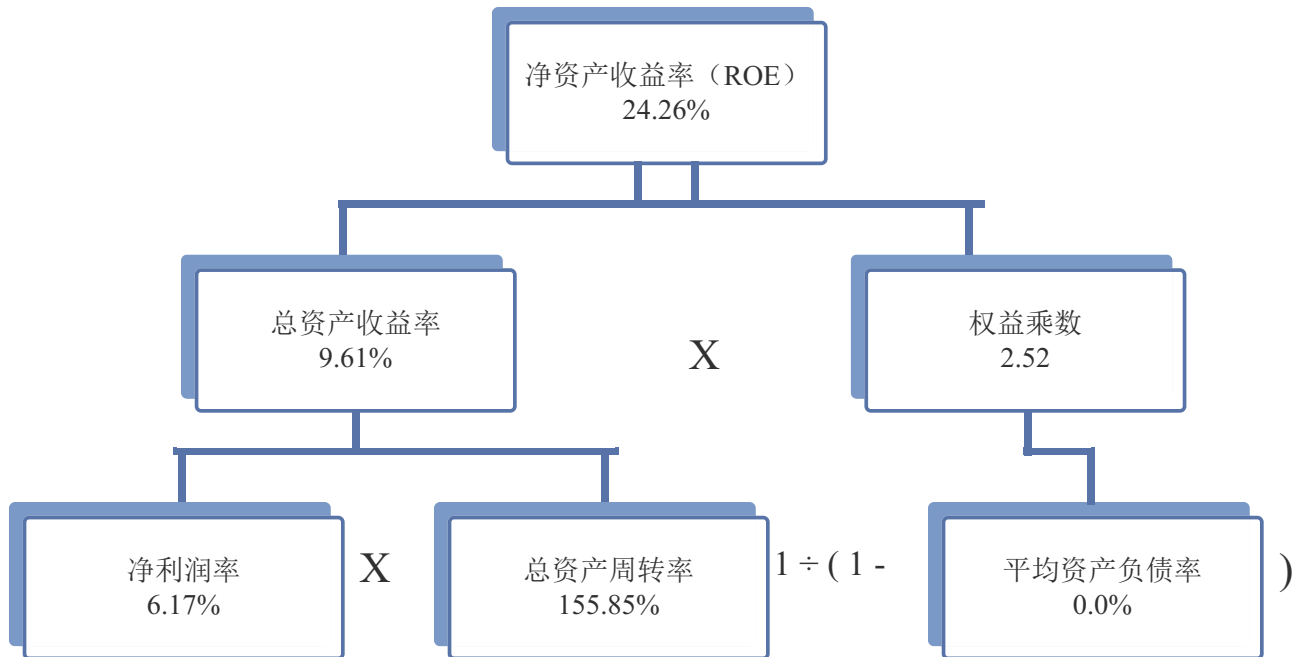 净资产收益率（ROE）
24.26%
总资产收益率
9.61%
X
权益乘数
2.52
净利润率
6.17%
X
总资产周转率
155.85%
1 ÷ ( 1 -
平均资产负债率
0.0%
)